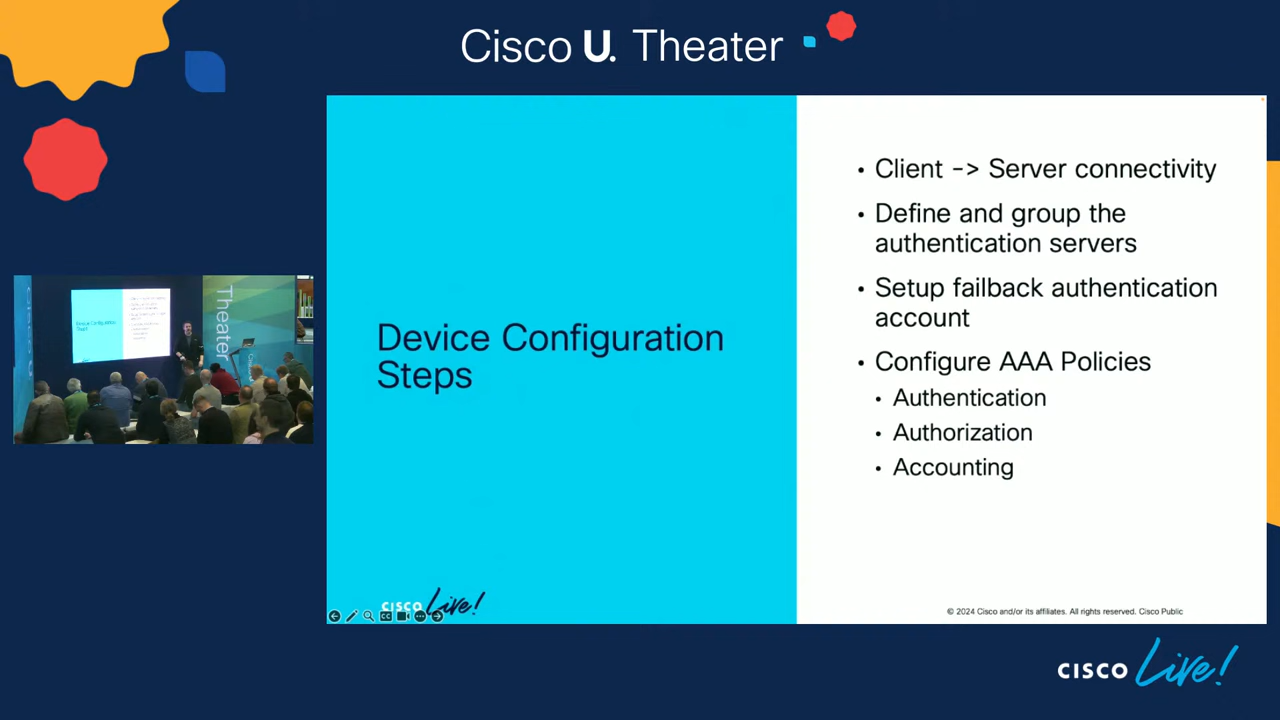 Cisco U. Theater
• Client -> Server connectivity
• Define and group the
authentication servers
• Setup failback authentication
account
• Configure AAA Policies
• Authentication
• Authorization
• Accounting
Device Configuration
Steps
Theater
CISCO Live!
CC
© 2024 Cisco and/or its affiliates. All rights reserved. Cisco Public
CISCO Live!